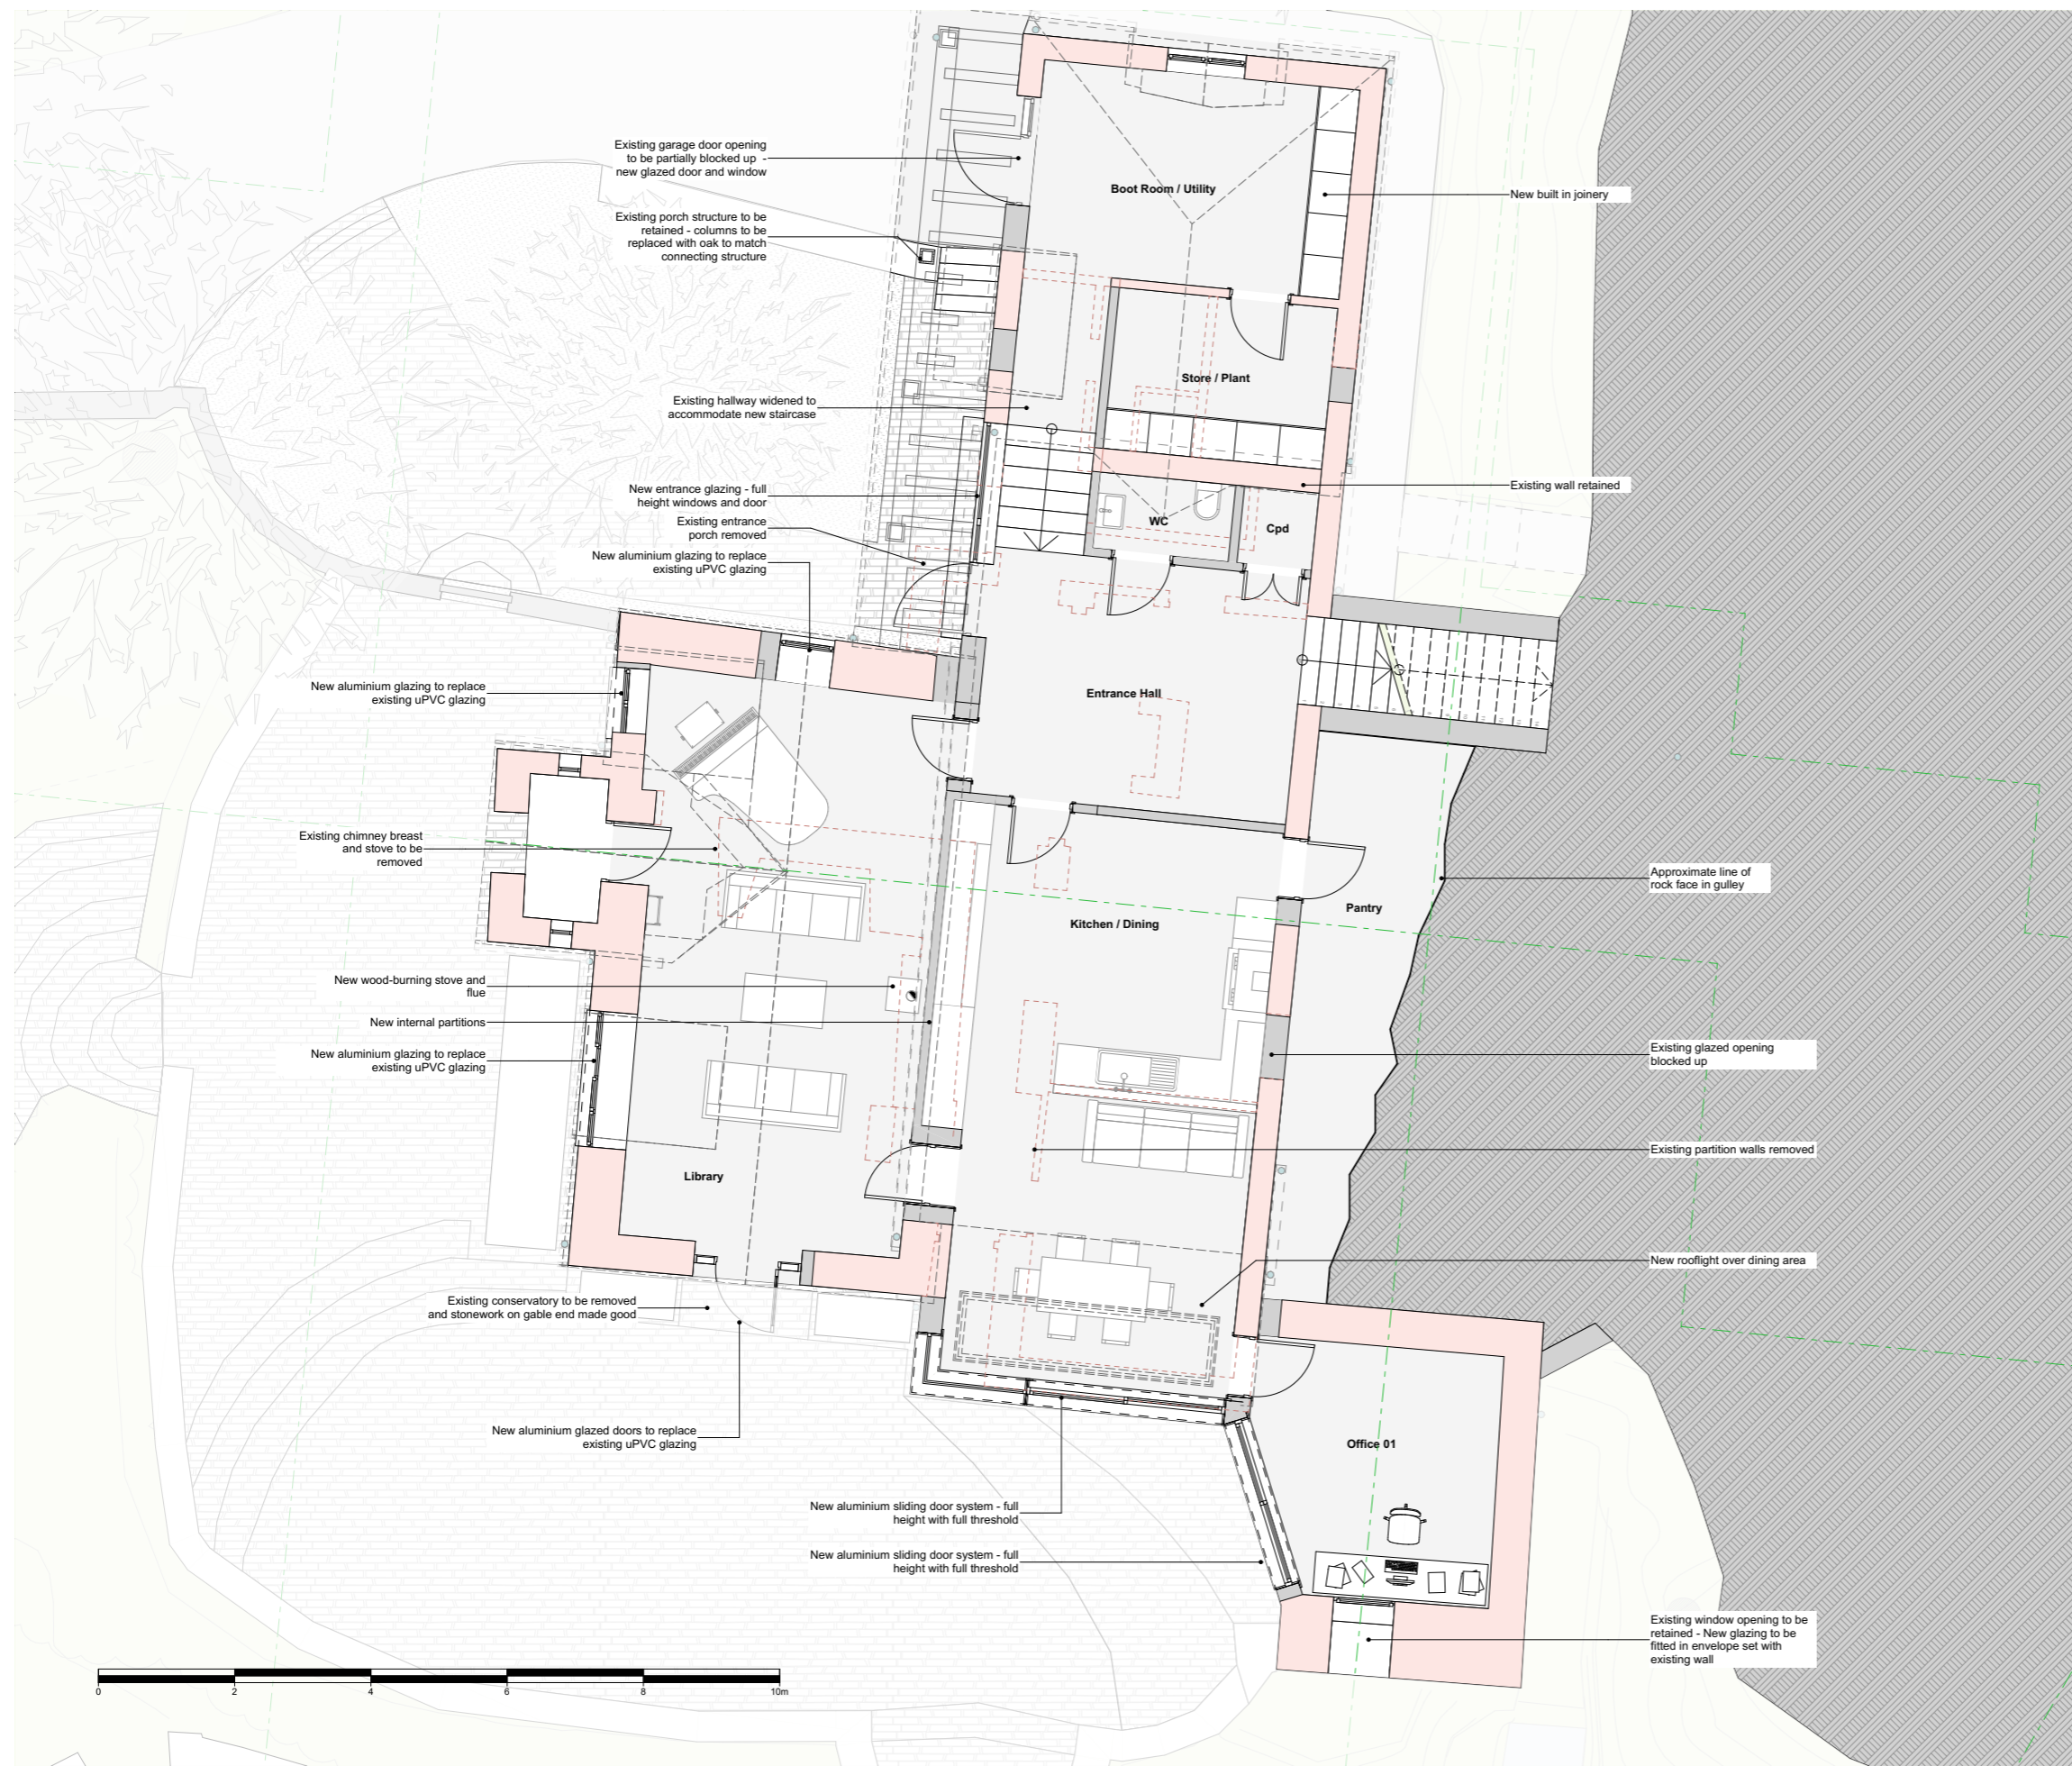 Existing garage door opening
to be partially blocked up -
new glazed door and window
Existing porch structure to be
retained - columns to be
replaced with oak to match
connecting structure
Boot Room / Utility
New built in joinery
Store / Plant
Existing hallway widened to
accommodate new staircase
New entrance glazing - full
height windows and door
Existing entrance
porch removed
New aluminium glazing to replace
existing uPVC glazing
WC
Cpd
Existing wall retained
New aluminium glazing to replace
existing uPVC glazing
Entrance Hall
Existing chimney breast
and stove to be
removed
Pantry
Approximate line of
rock face in gulley
Kitchen / Dining
New wood-burning stove and
flue
New internal partitions
New aluminium glazing to replace
existing uPVC glazing
Existing glazed opening
blocked up
Library
Existing partition walls removed
New rooflight over dining area
Existing conservatory to be removed
and stonework on gable end made good
New aluminium glazed doors to replace
existing uPVC glazing
Office 01
New aluminium sliding door system - full
height with full threshold
New aluminium sliding door system - full
height with full threshold
Existing window opening to be
retained - New glazing to be
fitted in envelope set with
existing wall
0 2 4 6 8 10m